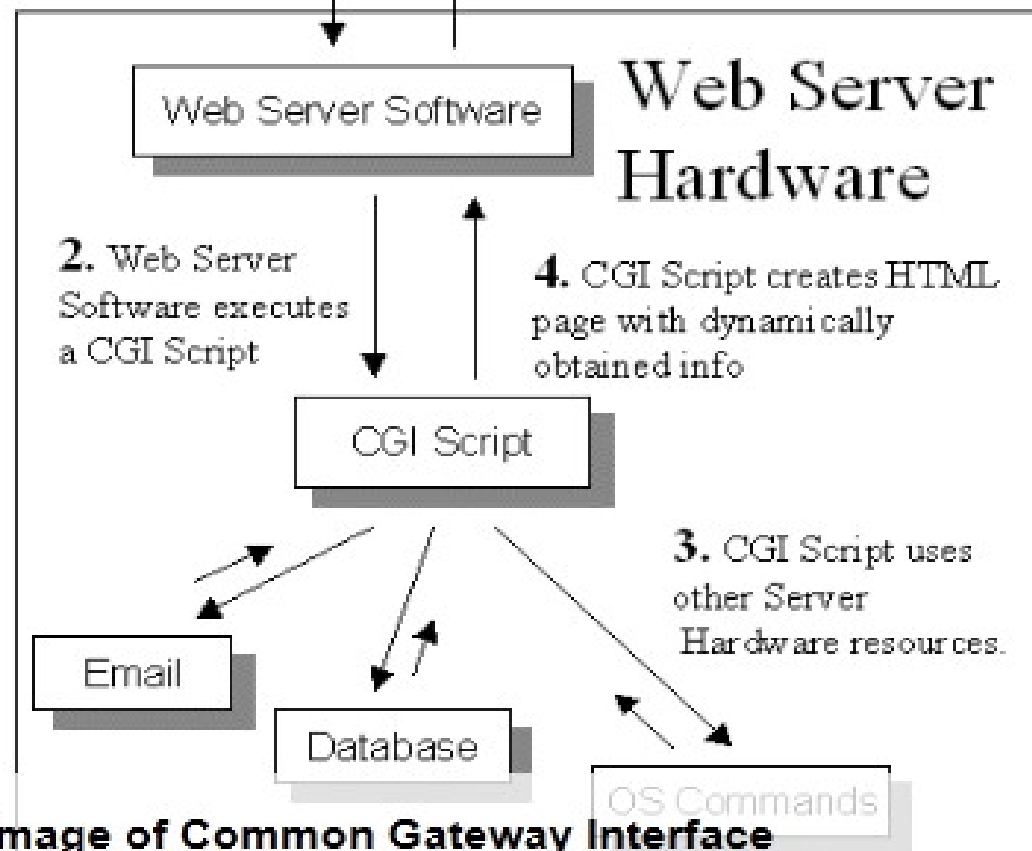 Web Server Software
Web Server
Hardware
2. Web Server
Software executes
a CGI Script
4. CGI Script creates HTML
page with dynamically
obtained info
CGI Script
3. CGI Script uses
other Server
Hardware resources.
Email
Database
OS Commands
mage of Common Gateway Interface